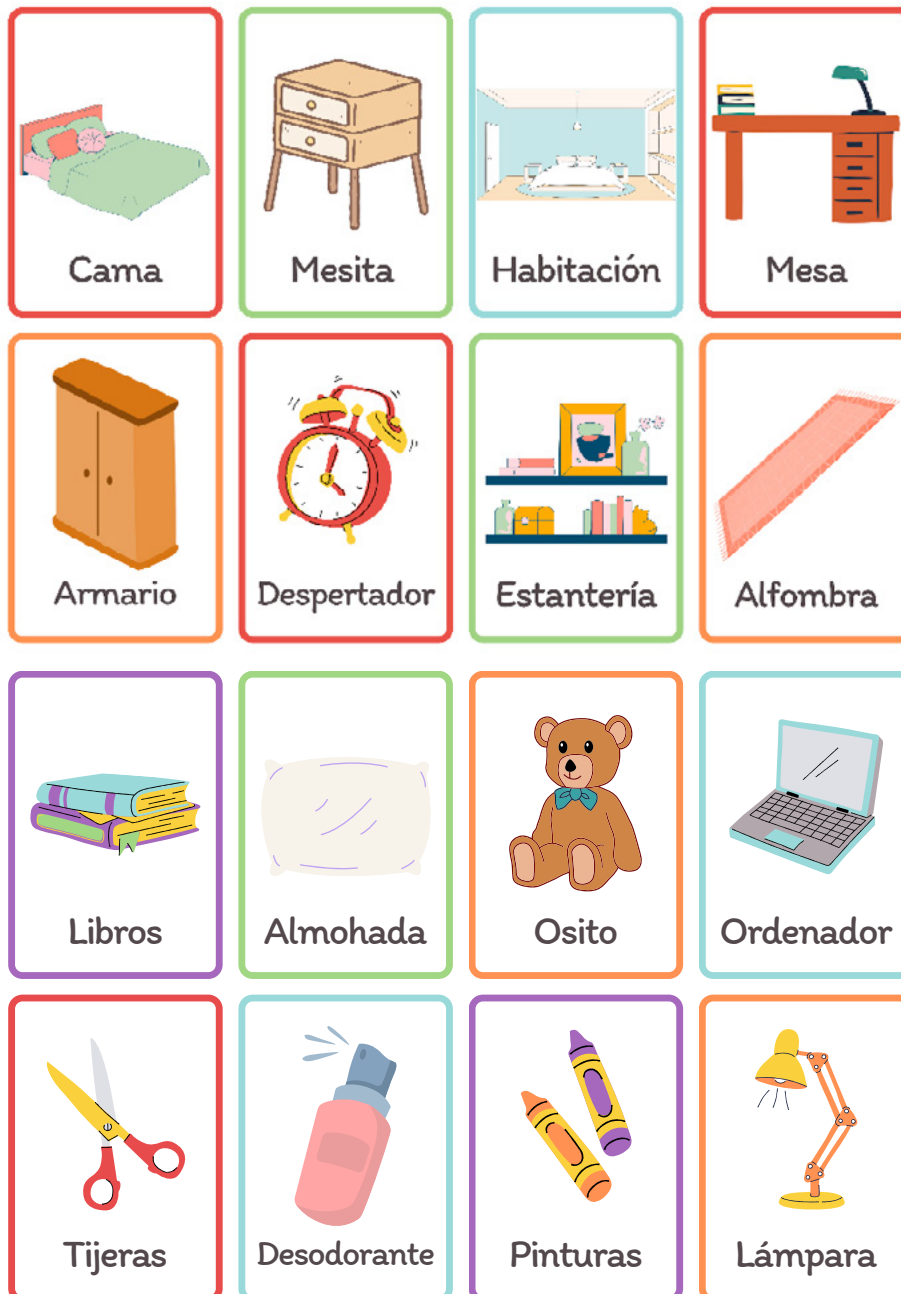 Cama
Mesita
Habitación
Mesa
Armario
Despertador
Estantería
Alfombra
Libros
Almohada
Osito
Ordenador
Tijeras
Desodorante
Pinturas
Lámpara